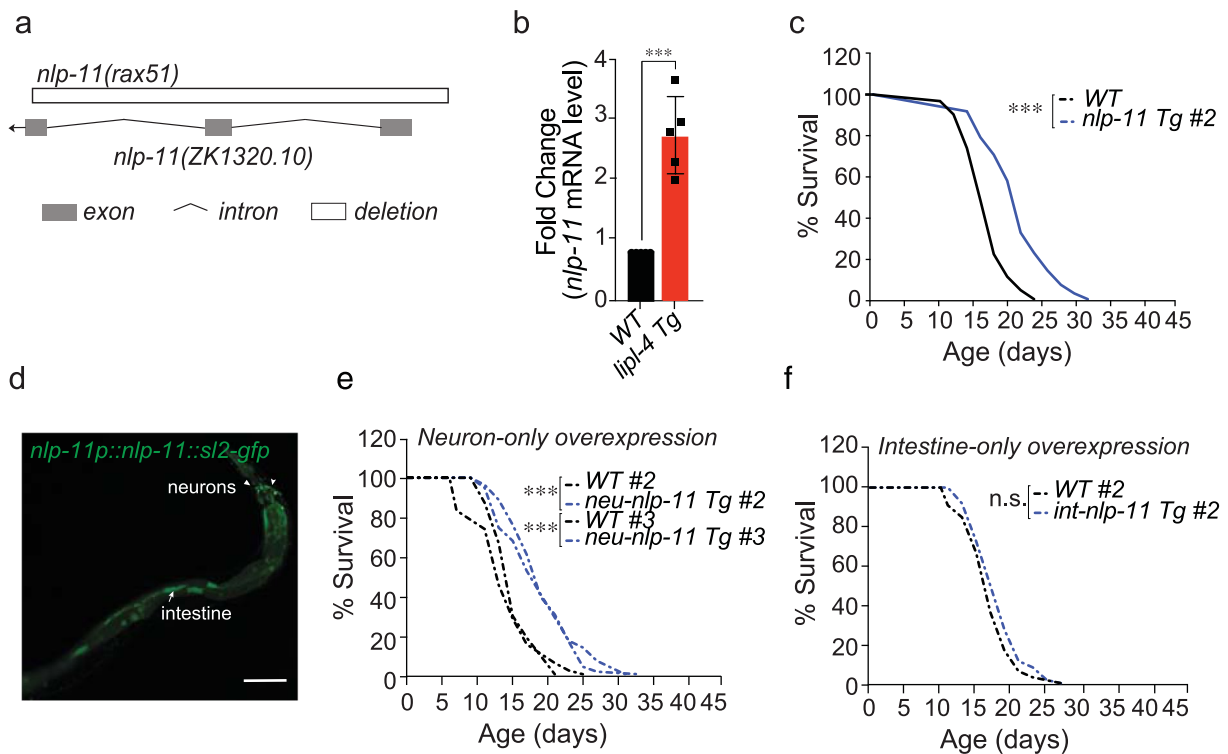 a
nlp-11(rax51)
nlp-11(ZK1320.10)
exon intron deletion
b
Fold Change
(nlp-11 mRNA level)
4
3
2
1
0
***
WT
lipl-4 Tg
c
% Survival
120
100
80
60
40
20
0
*** WT
nlp-11 Tg #2
0 5 10 15 20 25 30 35 40 45
Age (days)
d
nlp-11p::nlp-11::sl2-gfp
neurons
intestine
e
Neuron-only overexpression
% Survival
120
100
80
60
40
20
0
*** WT #2
neu-nlp-11 Tg #2
*** WT #3
neu-nlp-11 Tg #3
0 5 10 15 20 25 30 35 40 45
Age (days)
f
Intestine-only overexpression
% Survival
120
100
80
60
40
20
0
n.s. WT #2
int-nlp-11 Tg #2
0 5 10 15 20 25 30 35 40 45
Age (days)